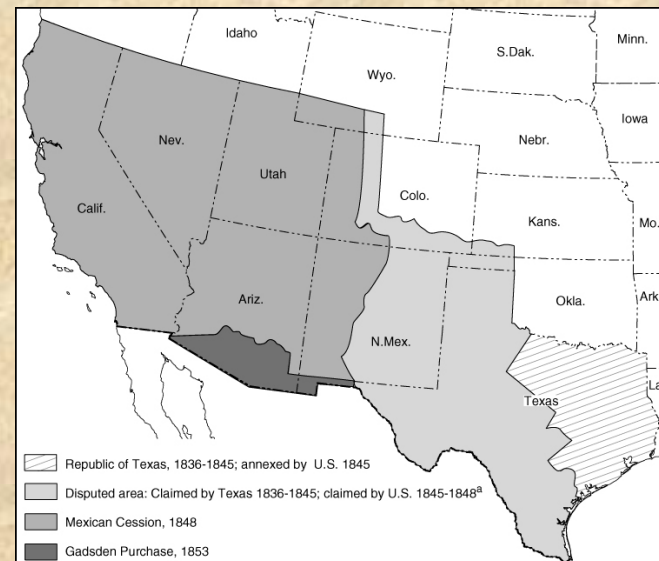 Idaho
Minn.
S.Dak.
Wyo.
Iowa
Nev.
Nebr.
Utah
Colo.
Calif.
Kans.
Mo.
Ariz.
Okla.
Ark
N.Mex.
La
Texas
Republic of Texas, 1836-1845; annexed by U.S. 1845
Disputed area: Claimed by Texas 1836-1845; claimed by U.S. 1845-1848ª
Mexican Cession, 1848
Gadsden Purchase, 1853